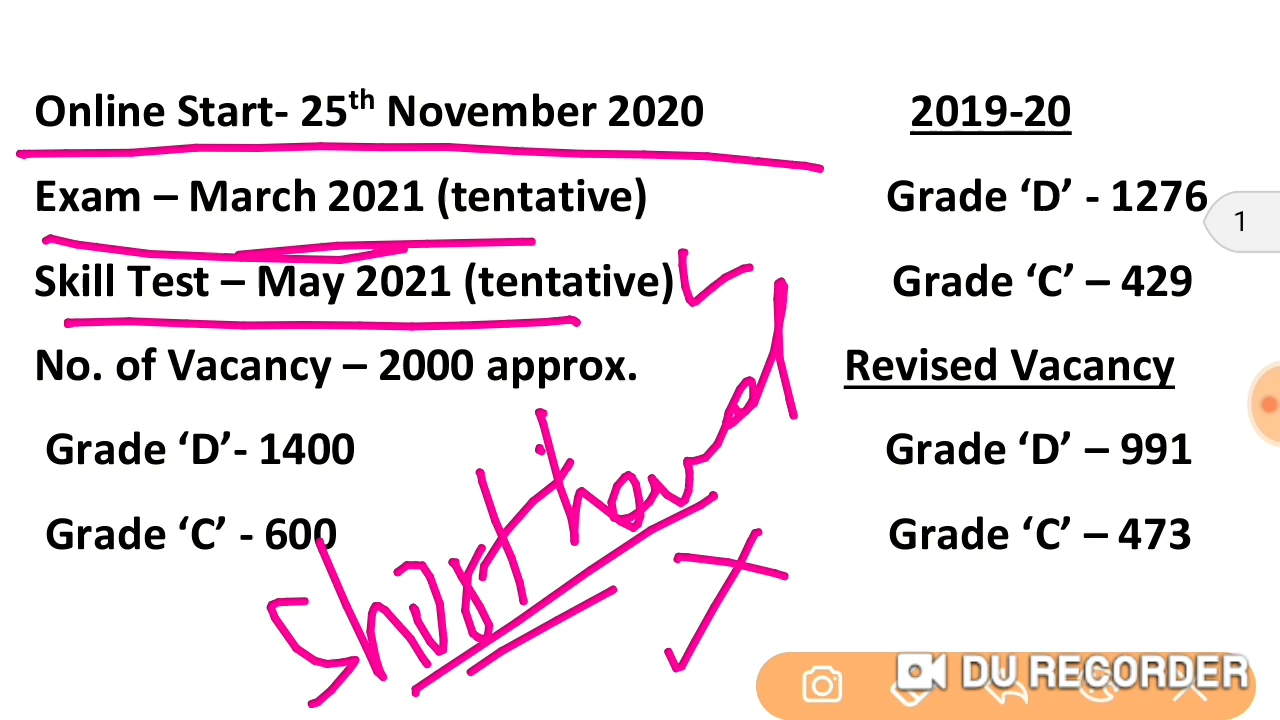 Online Start- 25th November 2020
Exam – March 2021 (tentative)
Skill Test – May 2021 (tentative)
No. of Vacancy – 2000 approx.
Grade ‘D’- 1400
Grade ‘C’ - 600
2019-20
Grade ‘D’ - 1276
Grade ‘C’ – 429
Revised Vacancy
Grade ‘D’ – 991
Grade ‘C’ – 473
Shorthand
1
DU RECORDER